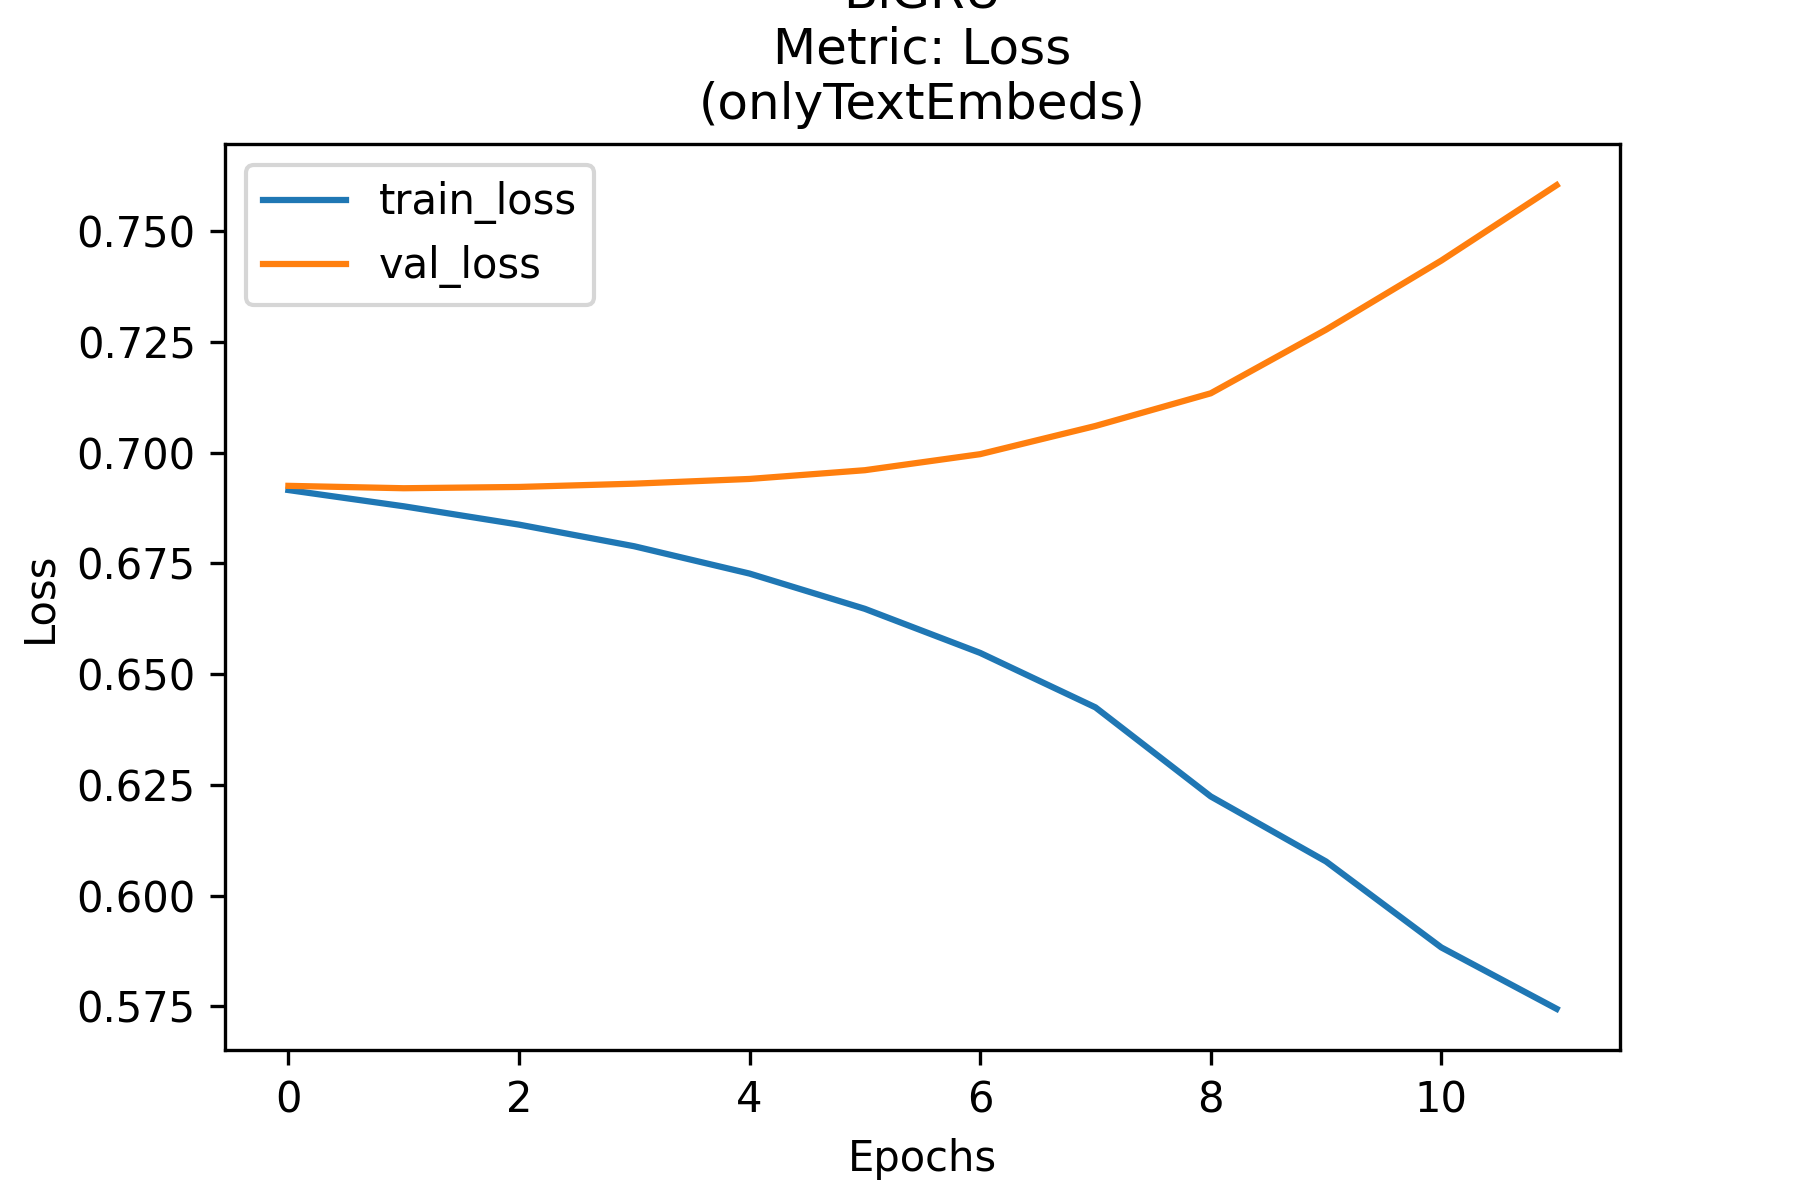 BiGRU
Metric: Loss
(onlyTextEmbeds)
train_loss
val_loss
0.750
0.725
0.700
0.675
0.650
0.625
0.600
0.575
Loss
0 2 4 6 8 10
Epochs